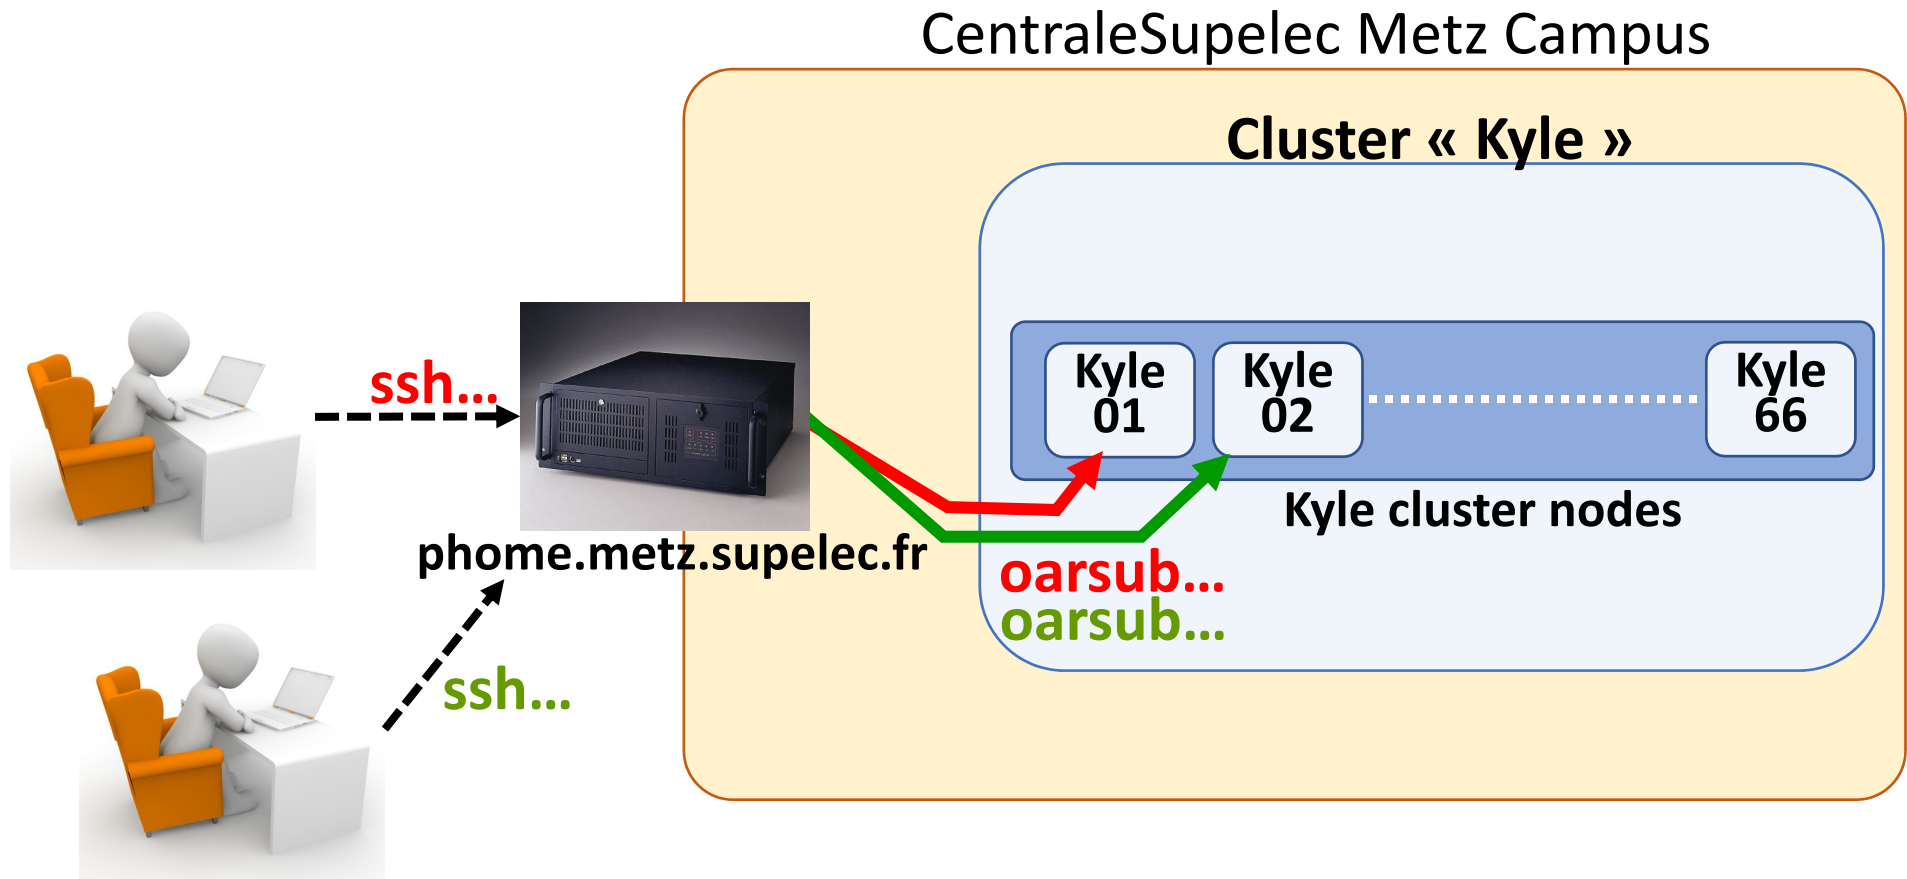 CentraleSupelec Metz Campus
Cluster « Kyle »
Kyle
01
Kyle
02
Kyle
66
Kyle cluster nodes
ssh...
phome.metz.supelec.fr
oarsub...
oarsub...
ssh...